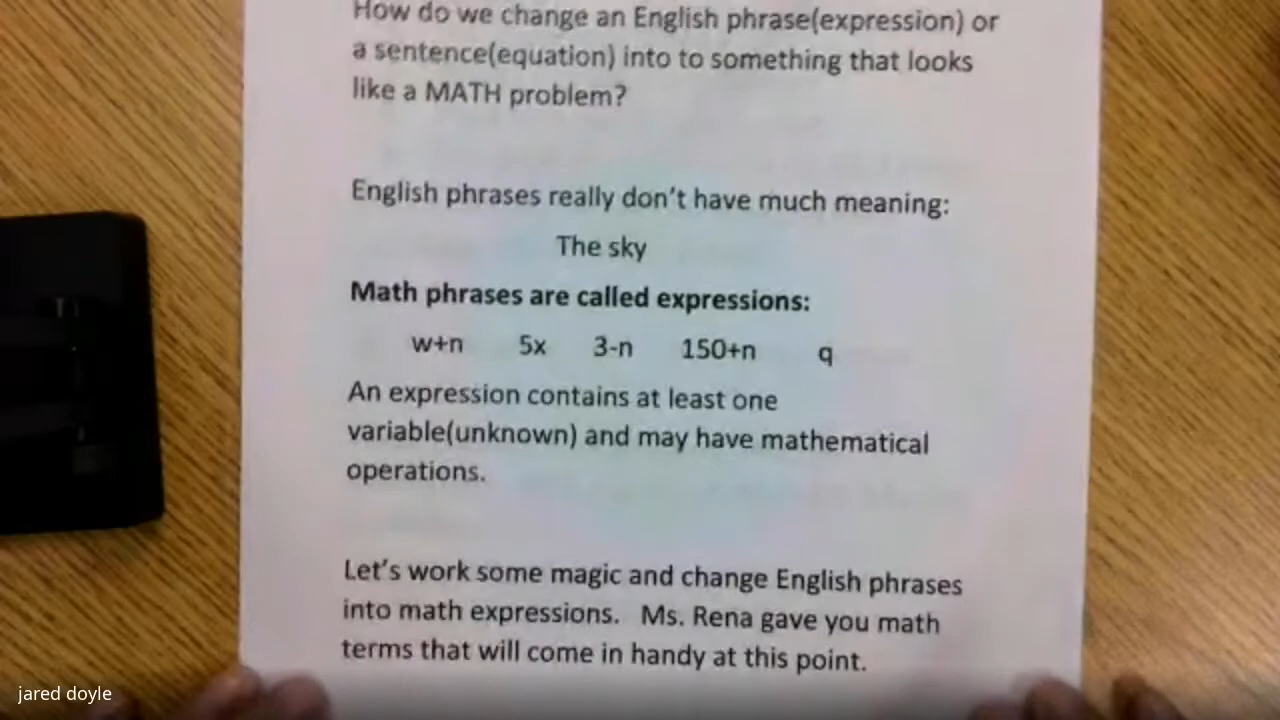 How do we change an English phrase(expression) or
a sentence(equation) into to something that looks
like a MATH problem?
English phrases really don't have much meaning:
The sky
Math phrases are called expressions:
w+n 5x 3-n 150+n q
An expression contains at least one
variable(unknown) and may have mathematical
operations.
Let's work some magic and change English phrases
into math expressions. Ms. Rena gave you math
terms that will come in handy at this point.
jared doyle